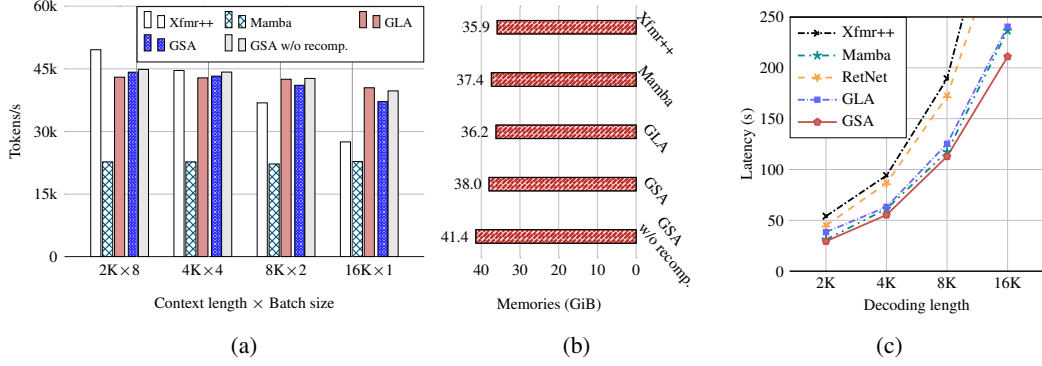 60k
45k
30k
15k
0
Tokens/s
Xfmr++
Mamba
GLA
GSA
GSA w/o recomp.
2K×8
4K×4
8K×2
16K×1
Context length × Batch size
(a)
35.9
37.4
36.2
38.0
41.4
Xfmr++
Mamba
GLA
GSA
GSA
w/o recomp.
40
30
20
10
0
Memories (GiB)
(b)
250
200
150
100
50
0
Latency (s)
Xfmr++
Mamba
RetNet
GLA
GSA
2K
4K
8K
16K
Decoding length
(c)